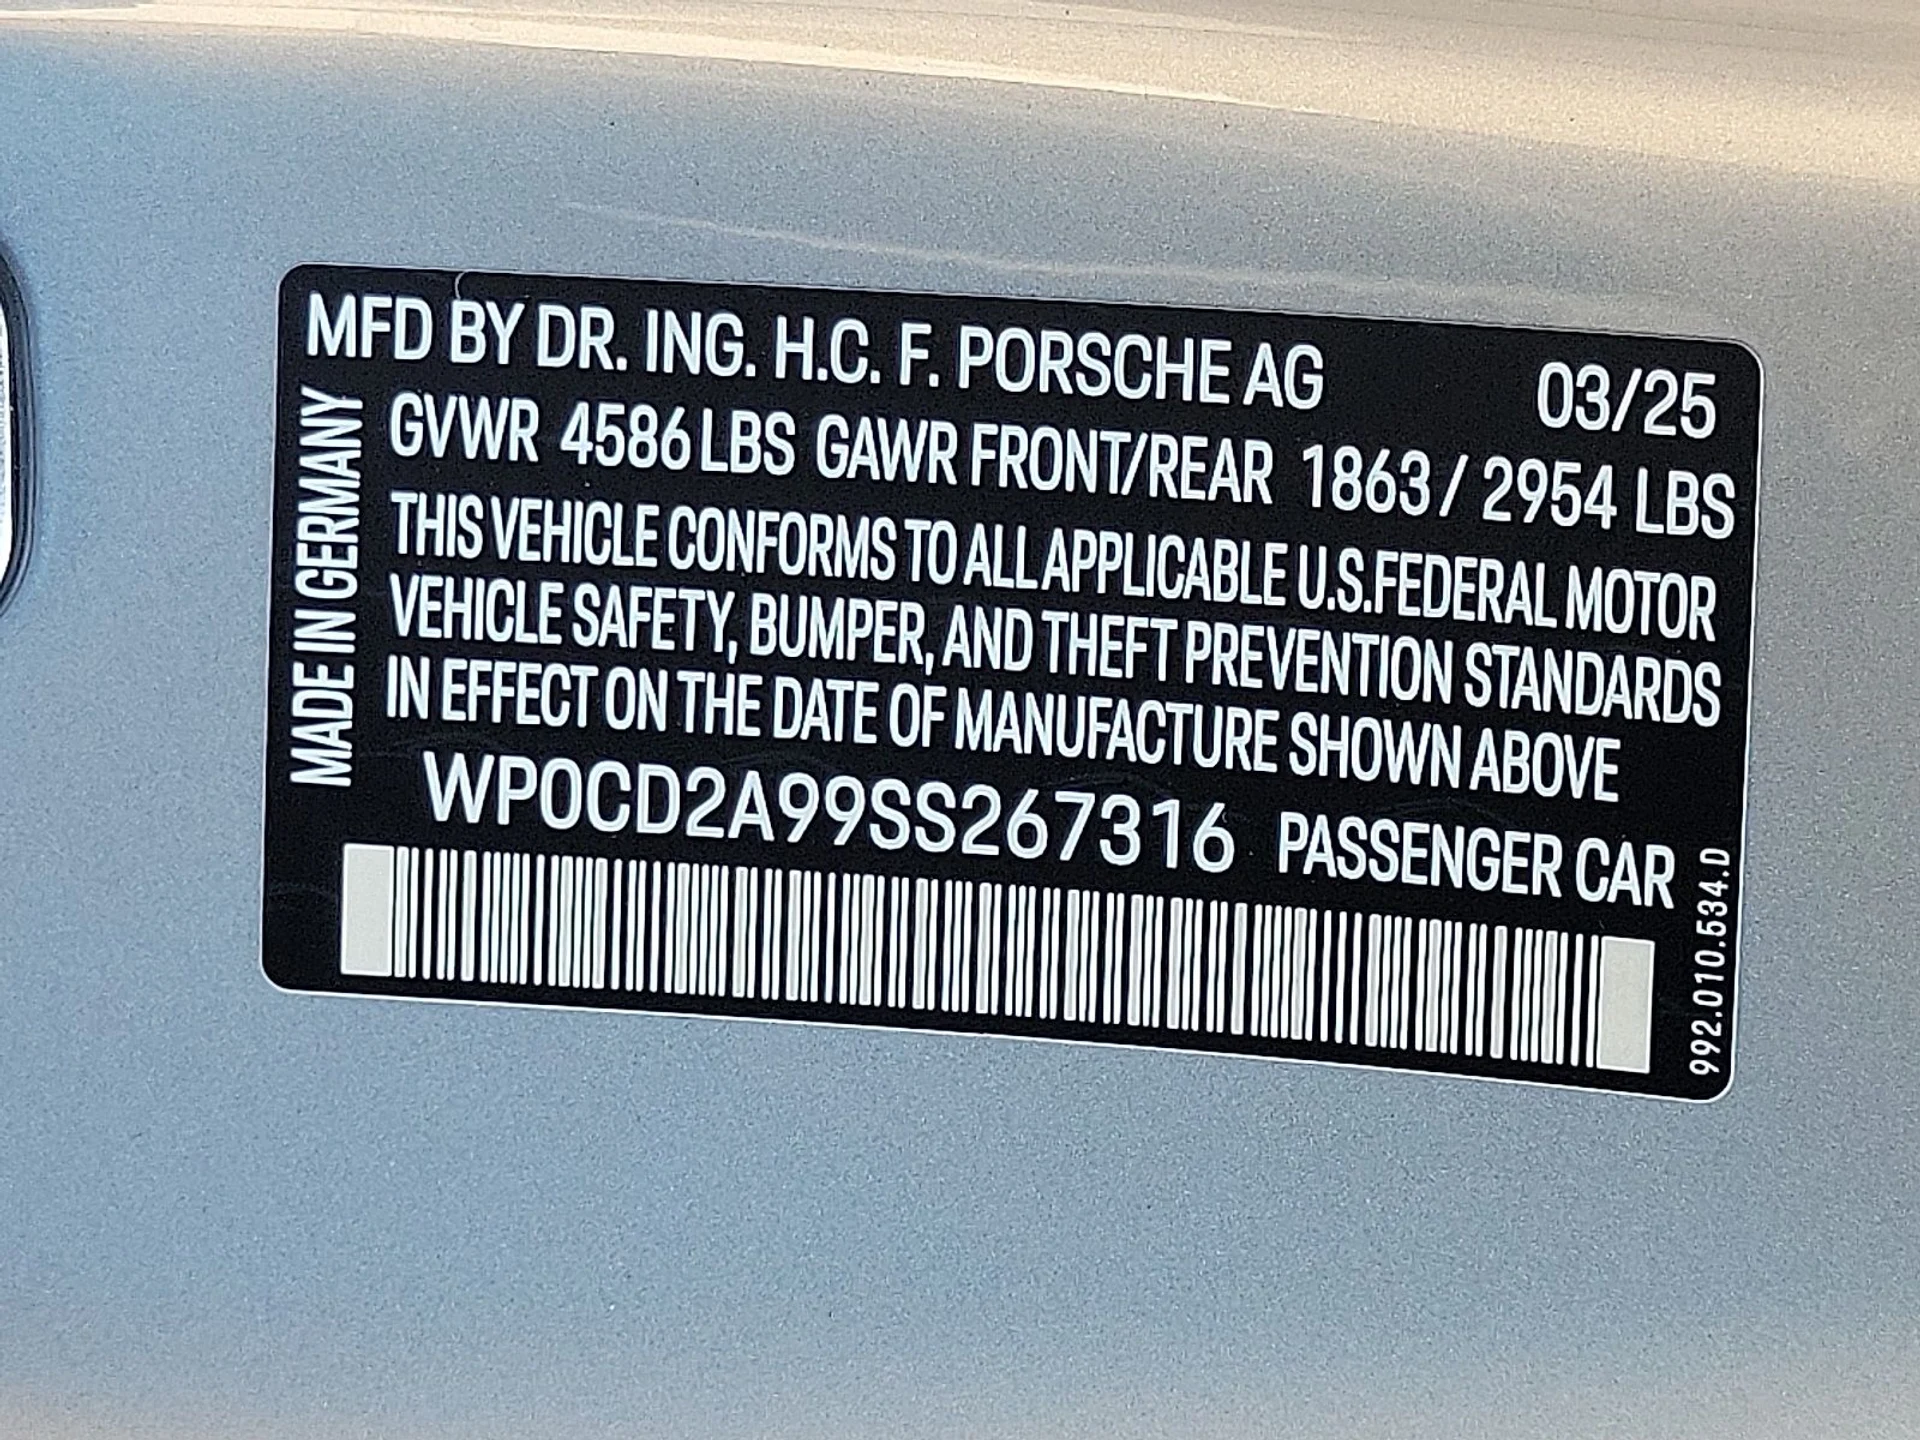 MFD BY DR. ING. H.C. F. PORSCHE AG 03/25
GVWR 4586 LBS GAWR FRONT/REAR 1863 / 2954 LBS
THIS VEHICLE CONFORMS TO ALL APPLICABLE U.S.FEDERAL MOTOR
VEHICLE SAFETY, BUMPER, AND THEFT PREVENTION STANDARDS
IN EFFECT ON THE DATE OF MANUFACTURE SHOWN ABOVE
WP0CD2A99SS267316 PASSENGER CAR
MADE IN GERMANY
992.010.534.D